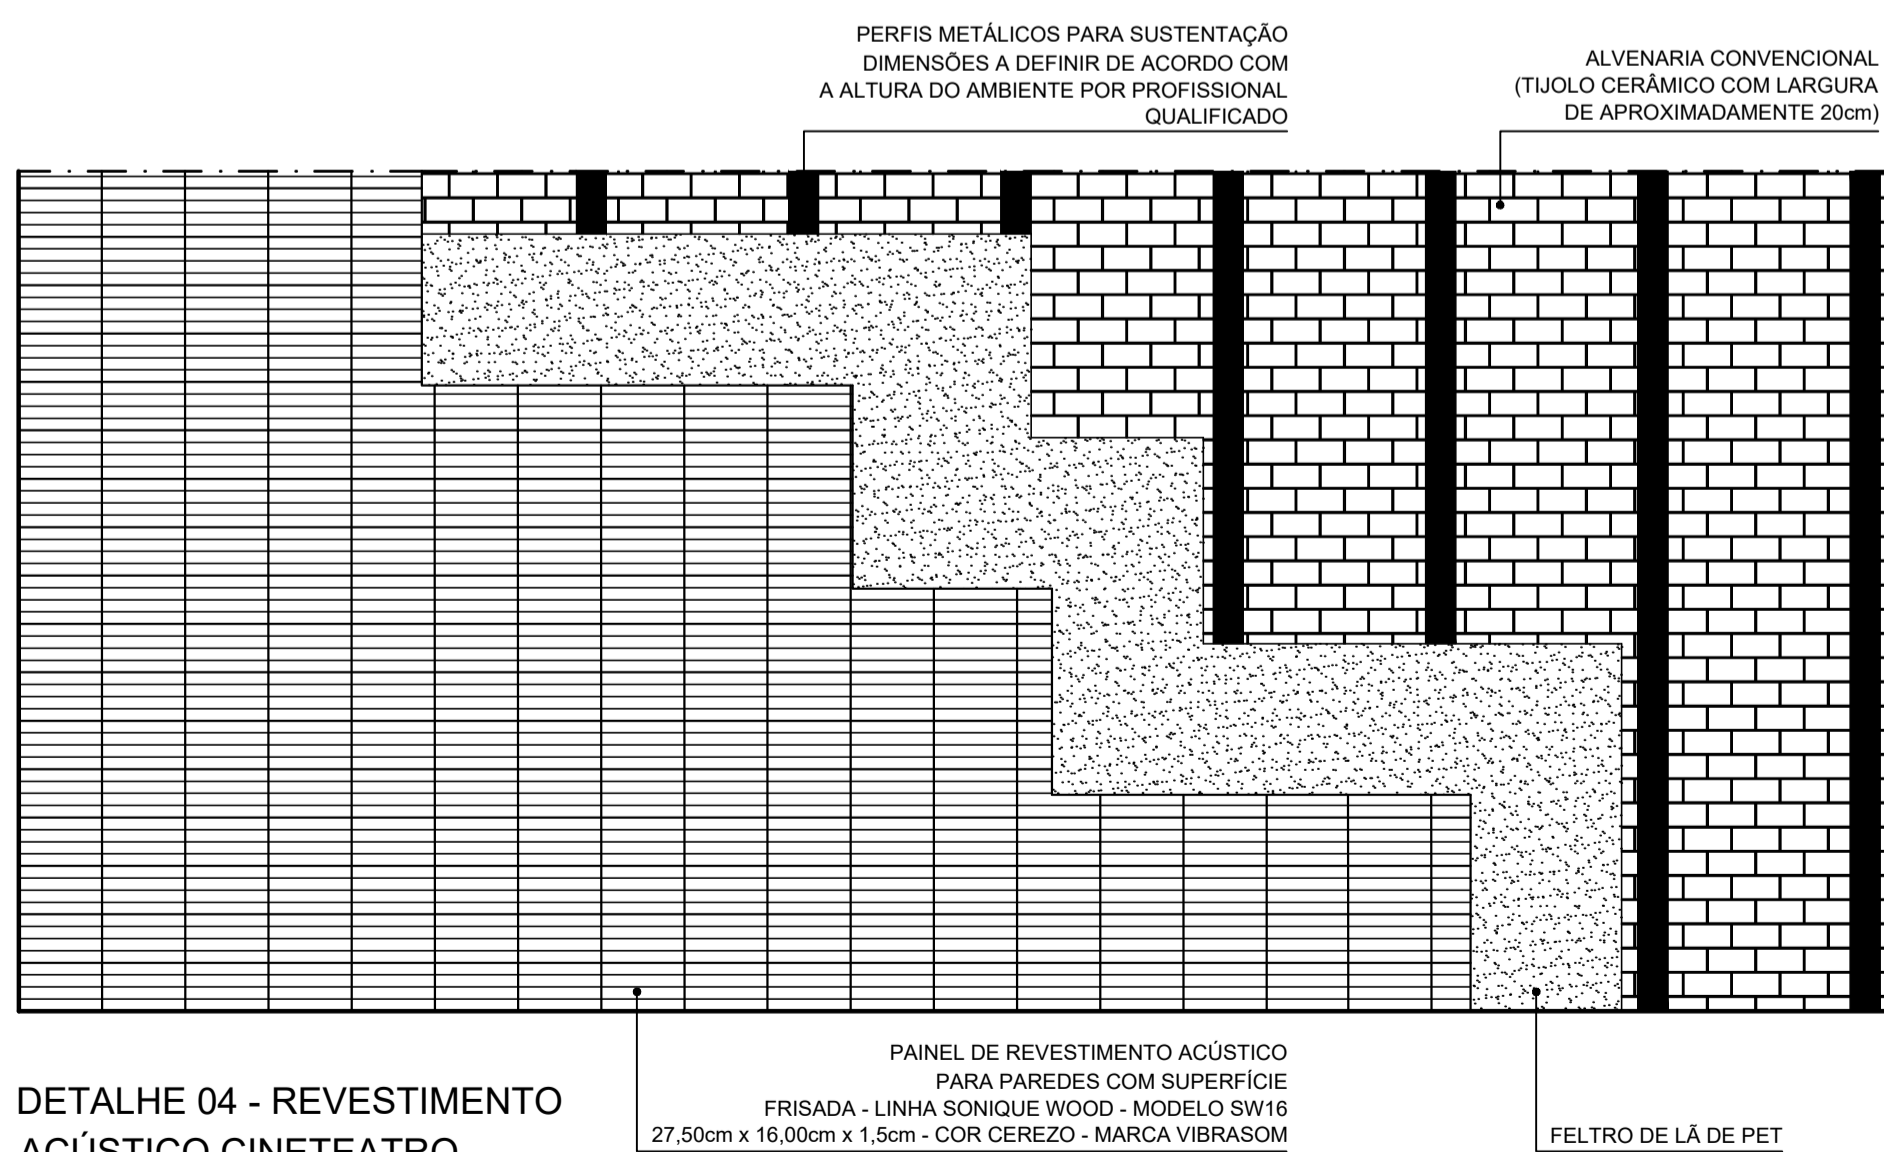 PERFIS METÁLICOS PARA SUSTENTAÇÃO
DIMENSÕES A DEFINIR DE ACORDO COM
A ALTURA DO AMBIENTE POR PROFISSIONAL
QUALIFICADO
ALVENARIA CONVENCIONAL
(TIJOLO CERÂMICO COM LARGURA
DE APROXIMADAMENTE 20cm)
PAINEL DE REVESTIMENTO ACÚSTICO
PARA PAREDES COM SUPERFÍCIE
FRISADA - LINHA SONIQUE WOOD - MODELO SW16
27,50cm x 16,00cm x 1,5cm - COR CEREZO - MARCA VIBRASOM
FELTRO DE LÃ DE PET
DETALHE 04 - REVESTIMENTO
ACÚSTICO CINETEATRO